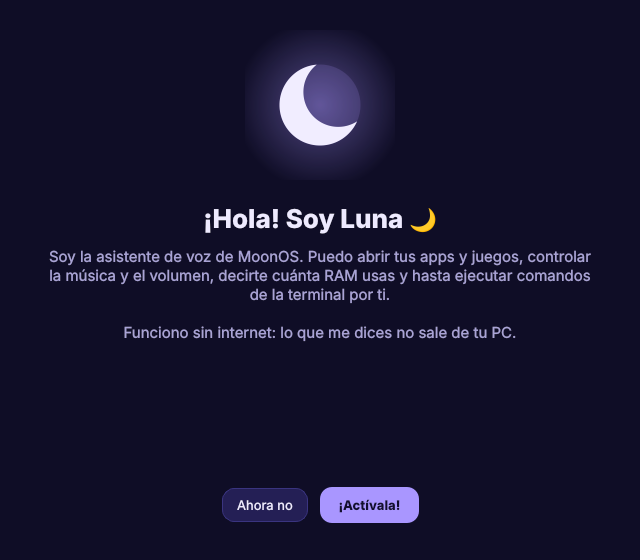 ¡Hola! Soy Luna 🌙
Soy la asistente de voz de MoonOS. Puedo abrir tus apps y juegos, controlar
la música y el volumen, decirte cuánta RAM usas y hasta ejecutar comandos
de la terminal por ti.
Funciono sin internet: lo que me dices no sale de tu PC.
Ahora no
¡Actívala!